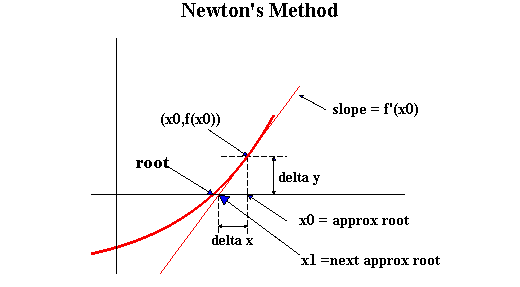 Newton's Method
slope = f'(x0)
(x0,f(x0))
root
delta y
x0 = approx root
delta x
x1 =next approx root